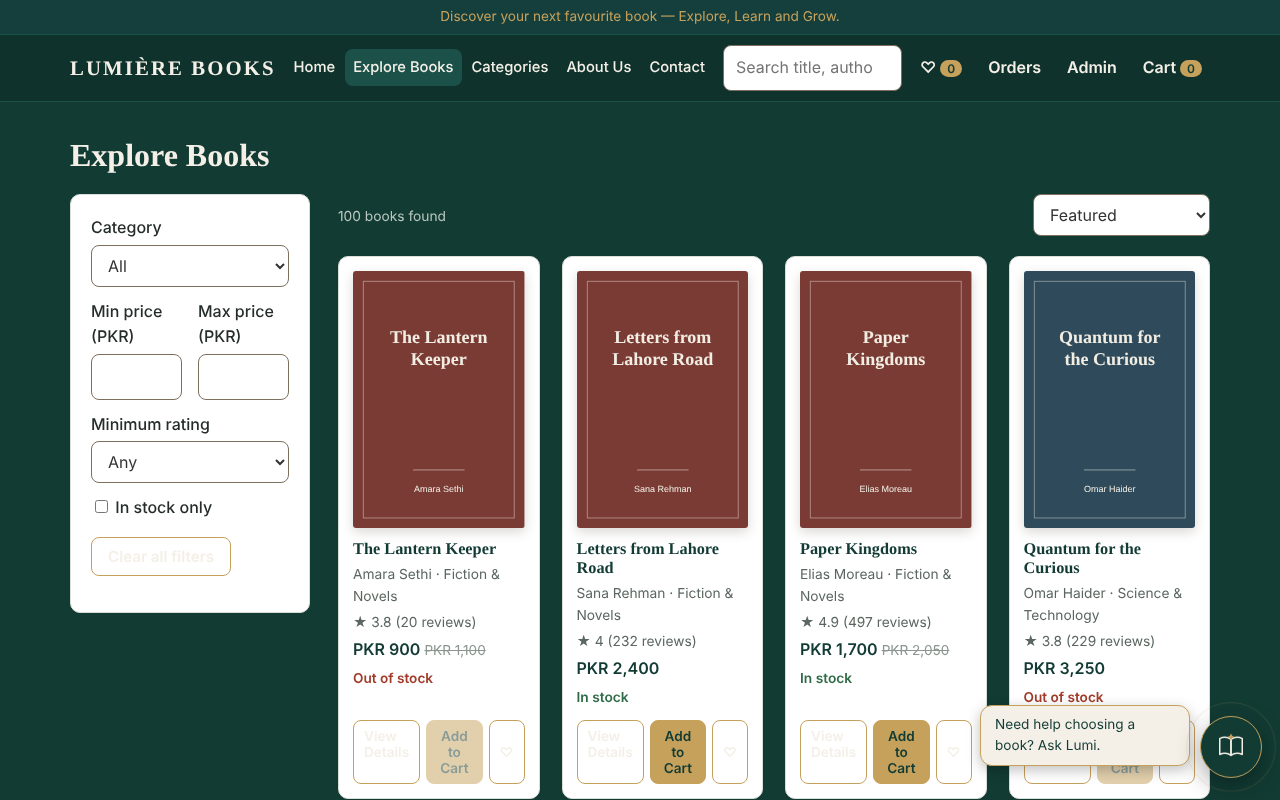 Discover your next favourite book — Explore, Learn and Grow.
LUMIÈRE BOOKS Home Explore Books Categories About Us Contact Search title, autho ♡ 0 Orders Admin Cart 0
Explore Books
Category
All
Min price (PKR)
Max price (PKR)
Minimum rating
Any
In stock only
Clear all filters
100 books found
Featured
The Lantern
Keeper
Amara Sethi
The Lantern Keeper
Amara Sethi · Fiction &
Novels
★ 3.8 (20 reviews)
PKR 900 PKR 1,100
Out of stock
View
Details
Add
to
Cart
♡
Letters from
Lahore Road
Sana Rehman
Letters from Lahore
Road
Sana Rehman · Fiction &
Novels
★ 4 (232 reviews)
PKR 2,400
In stock
View
Details
Add
to
Cart
♡
Paper
Kingdoms
Elias Moreau
Paper Kingdoms
Elias Moreau · Fiction &
Novels
★ 4.9 (497 reviews)
PKR 1,700 PKR 2,050
In stock
View
Details
Add
to
Cart
♡
Quantum for
the Curious
Omar Haider
Quantum for the
Curious
Omar Haider · Science &
Technology
★ 3.8 (229 reviews)
PKR 3,250
Out of stock
Cart
Need help choosing a
book? Ask Lumi.